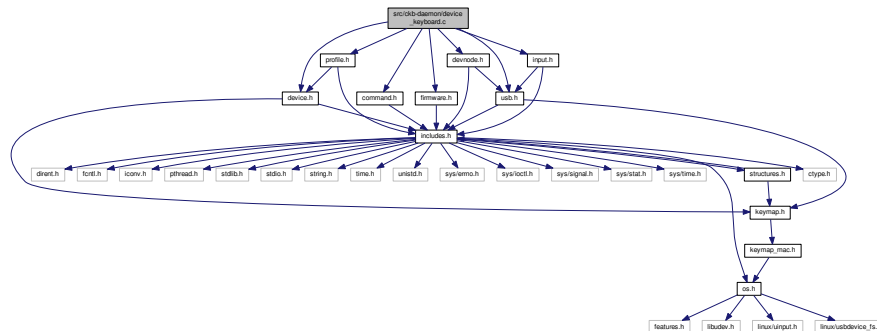 src/ckb-daemon/device
_keyboard.c
profile.h
devnode.h
input.h
device.h
command.h
firmware.h
usb.h
includes.h
dirent.h
fcntl.h
iconv.h
pthread.h
stdlib.h
stdio.h
string.h
time.h
unistd.h
sys/errno.h
sys/ioctl.h
sys/signal.h
sys/stat.h
sys/time.h
structures.h
ctype.h
keymap.h
keymap_mac.h
os.h
features.h
libudev.h
linux/uinput.h
linux/usbdevice_fs.